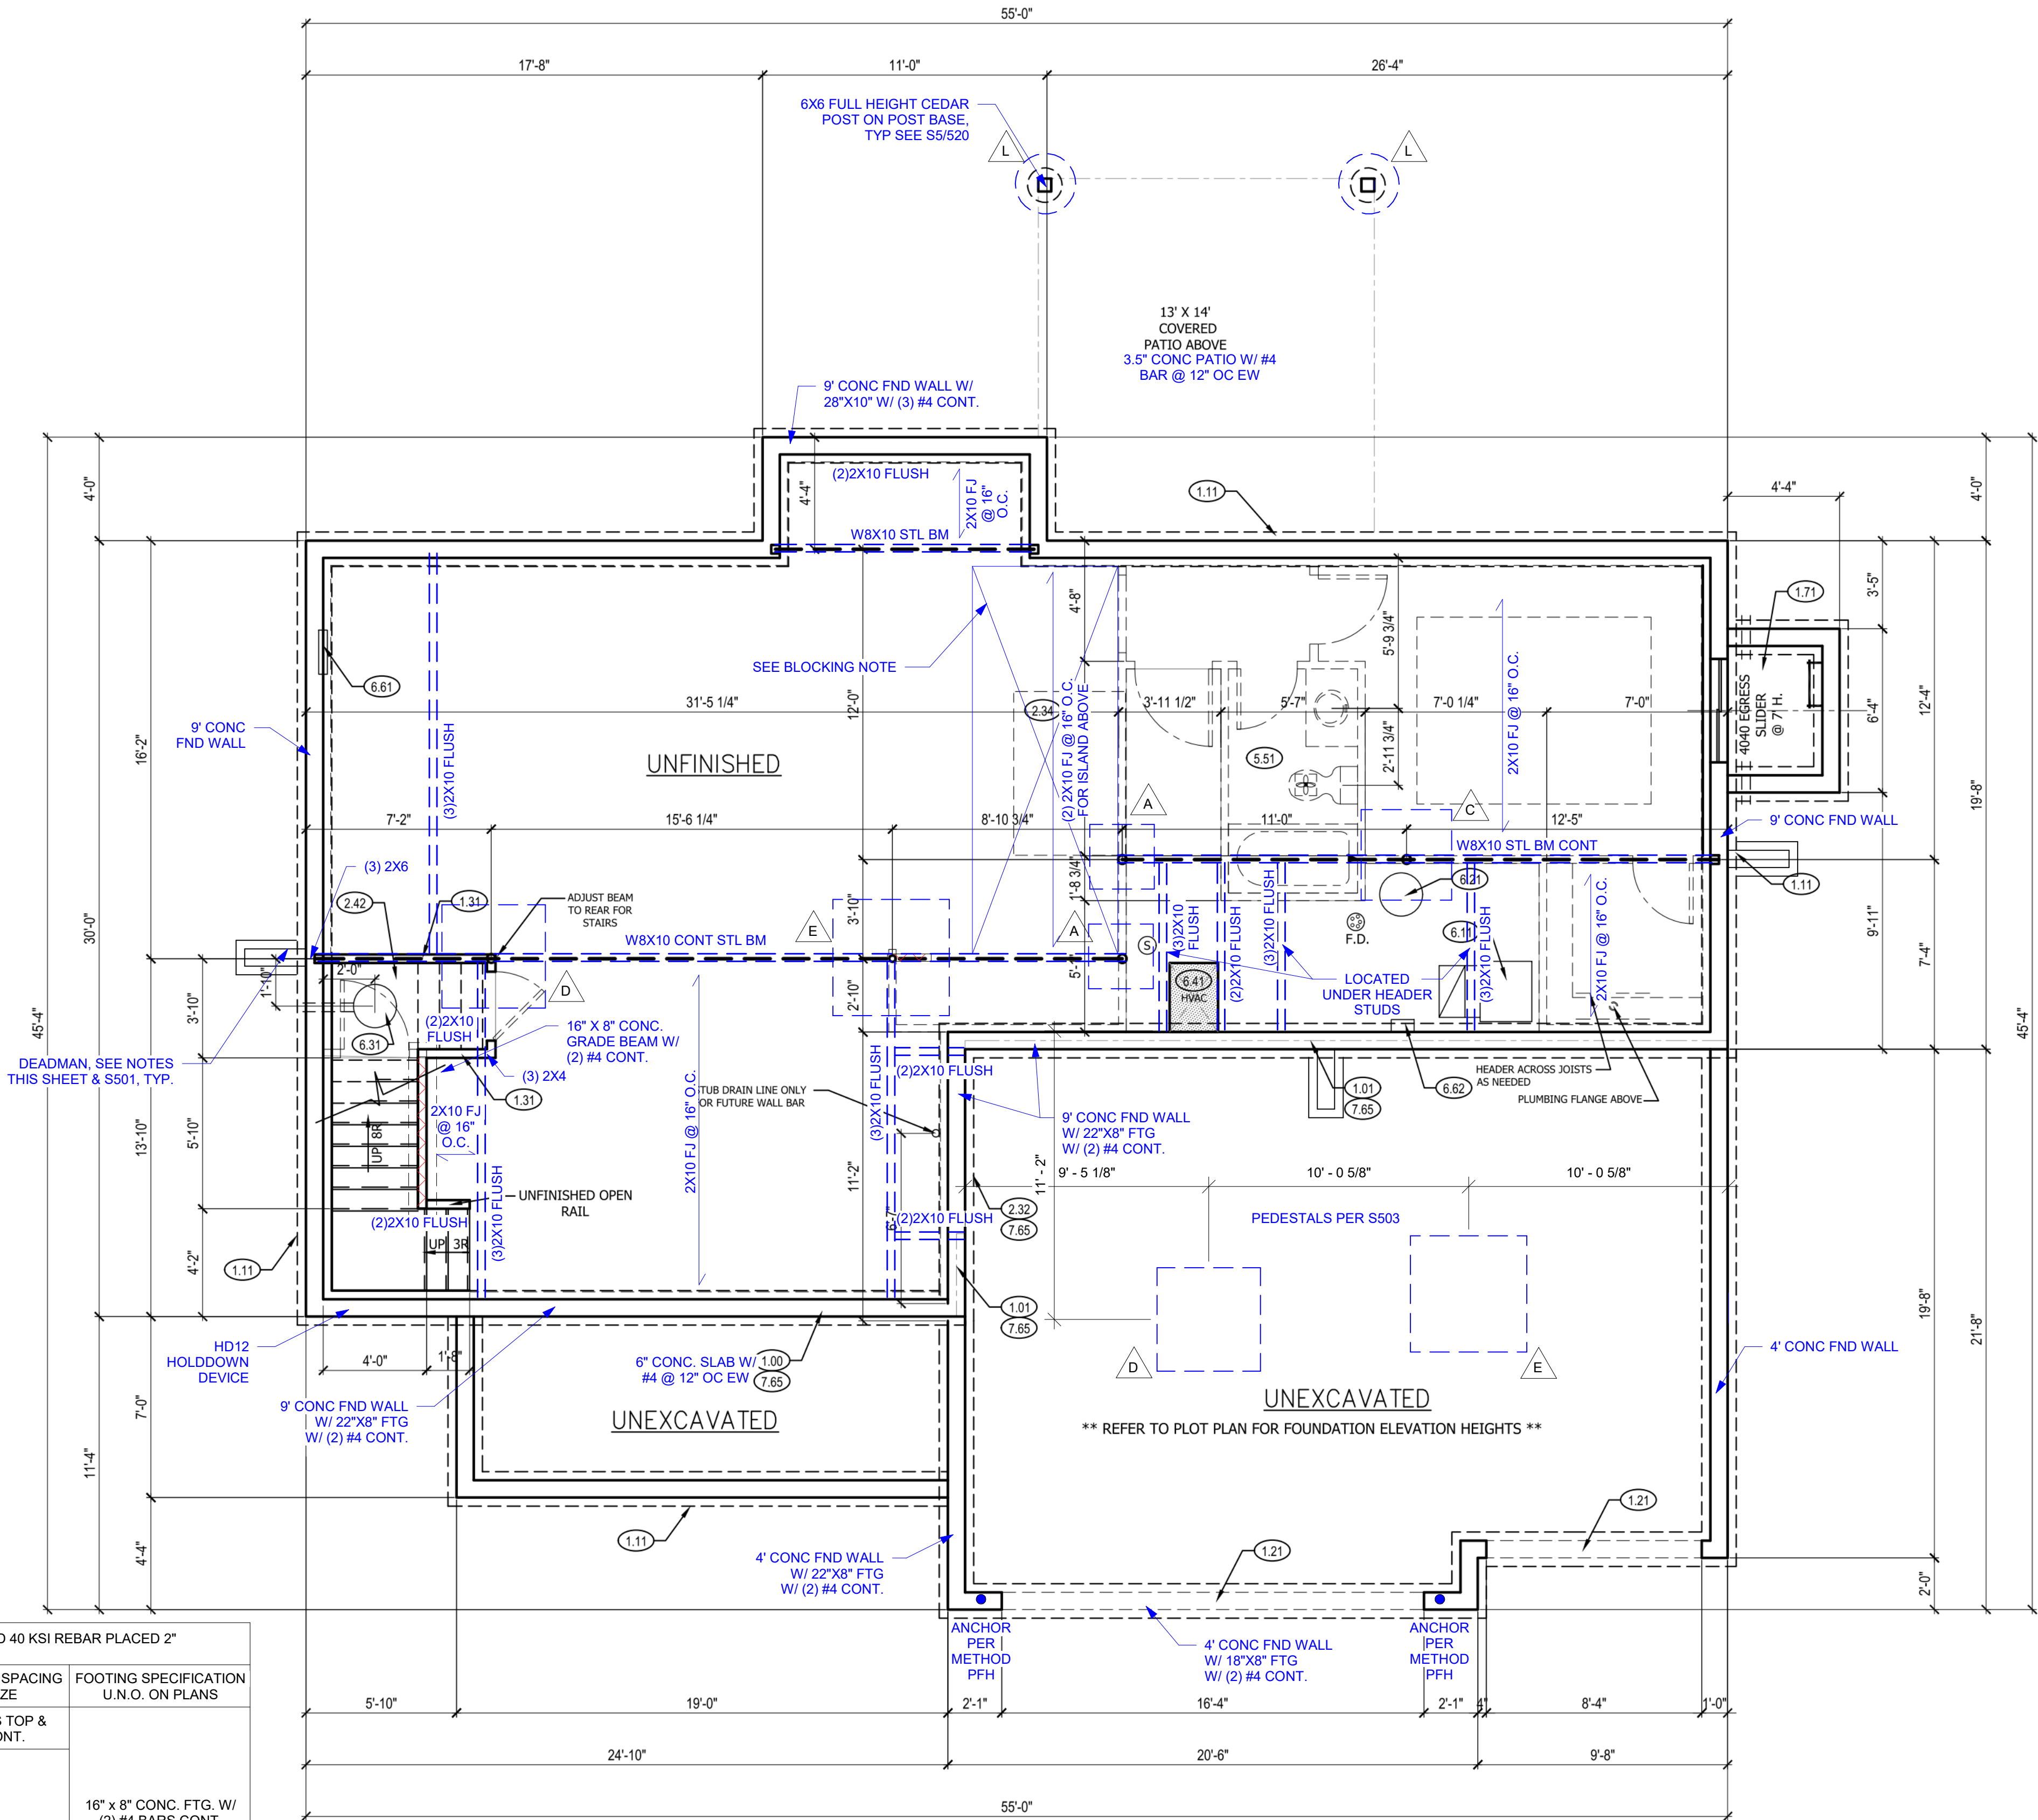 55'-0"
17'-8"
11'-0"
26'-4"
6X6 FULL HEIGHT CEDAR
POST ON POST BASE,
TYP SEE S5/520
L
L
13' X 14'
COVERED
PATIO ABOVE
3.5" CONC PATIO W/ #4
BAR @ 12" OC EW
9' CONC FND WALL W/
28"X10" W/ (3) #4 CONT.
4'-0"
4'-4"
(2)2X10 FLUSH
2X10 FJ
@ 16"
O.C.
1.11
4'-4"
4'-0"
W8X10 STL BM
4'-8"
5'-9 3/4"
3'-5"
1.71
6.61
SEE BLOCKING NOTE
(2) 2X10 FJ @ 16" O.C.
FOR ISLAND ABOVE
2X10 FJ @ 16" O.C.
4040 EGRESS
SLIDER
@ 7' H.
6'-4"
12'-4"
9' CONC
FND WALL
16'-2"
31'-5 1/4"
12'-0"
2.34
3'-11 1/2"
5'-7"
7'-0 1/4"
7'-0"
UNFINISHED
(3)2X10 FLUSH
5.51
2'-11 3/4"
19'-8"
A
C
7'-2"
15'-6 1/4"
8'-10 3/4"
11'-0"
12'-5"
9' CONC FND WALL
W8X10 STL BM CONT
(3) 2X6
1'-8 3/4"
6.21
1.11
2.42
1.31
ADJUST BEAM
TO REAR FOR
STAIRS
3'-10"
E
A
9'-11"
30'-0"
W8X10 CONT STL BM
S
(3)2X10
FLUSH
(2)2X10 FLUSH
(3)2X10 FLUSH
F.D.
6.11
(3)2X10 FLUSH
2X10 FJ @ 16" O.C.
7'-4"
45'-4"
1'-10"
2'-0"
5'-1"
6.41
HVAC
LOCATED
UNDER HEADER
STUDS
D
2'-10"
3'-10"
6.31
(2)2X10
FLUSH
16" X 8" CONC.
GRADE BEAM W/
(2) #4 CONT.
45'-4"
DEADMAN, SEE NOTES
THIS SHEET & S501, TYP.
(3) 2X4
1.31
(2)2X10 FLUSH
(3)2X10 FLUSH
TUB DRAIN LINE ONLY
OR FUTURE WALL BAR
1.01
7.65
6.62
HEADER ACROSS JOISTS
AS NEEDED
PLUMBING FLANGE ABOVE
2X10 FJ
@ 16"
O.C.
UP 8R
5'-10"
13'-10"
2X10 FJ @ 16" O.C.
9' CONC FND WALL
W/ 22"X8" FTG
W/ (2) #4 CONT.
11'-2"
11' - 2"
9' - 5 1/8"
10' - 0 5/8"
10' - 0 5/8"
(3)2X10 FLUSH
UNFINISHED OPEN
RAIL
6'-7"
2.32
7.65
(2)2X10 FLUSH
(2)2X10 FLUSH
PEDESTALS PER S503
UP 3R
1.11
4'-2"
1.01
7.65
19'-8"
21'-8"
HD12
HOLDDOWN
DEVICE
4'-0"
1'-8"
6" CONC. SLAB W/
#4 @ 12" OC EW
1.00
7.65
4' CONC FND WALL
D
E
7'-0"
11'-4"
9' CONC FND WALL
W/ 22"X8" FTG
W/ (2) #4 CONT.
UNEXCAVATED
UNEXCAVATED
** REFER TO PLOT PLAN FOR FOUNDATION ELEVATION HEIGHTS **
1.21
1.11
4'-4"
4' CONC FND WALL
W/ 22"X8" FTG
W/ (2) #4 CONT.
1.21
2'-0"
ANCHOR
PER
METHOD
PFH
4' CONC FND WALL
W/ 18"X8" FTG
W/ (2) #4 CONT.
ANCHOR
PER
METHOD
PFH
40 KSI REBAR PLACED 2"
SPACING
FOOTING SPECIFICATION
U.N.O. ON PLANS
TOP &
16" x 8" CONC. FTG. W/
(2) #4 BARS CONT.
5'-10"
19'-0"
2'-1"
16'-4"
2'-1"
4"
8'-4"
1'-0"
24'-10"
20'-6"
9'-8"
55'-0"